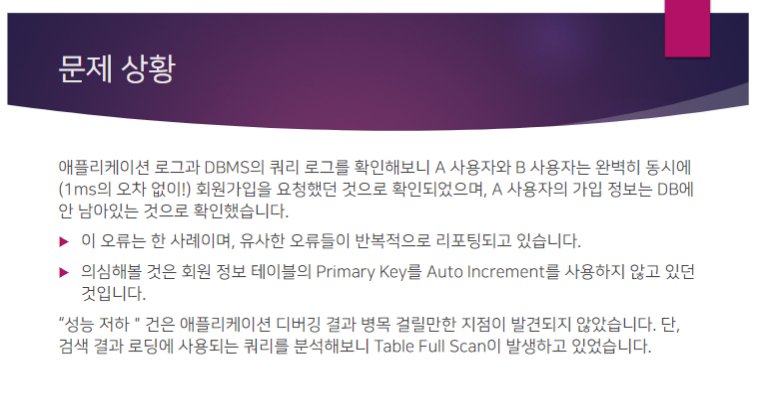 문제 상황
애플리케이션 로그과 DBMS의 쿼리 로그를 확인해보니 A 사용자와 B 사용자는 완벽히 동시에
(1ms의 오차 없이!) 회원가입을 요청했던 것으로 확인되었으며, A 사용자의 가입 정보는 DB에
안 남아있는 것으로 확인했습니다.
▶ 이 오류는 한 사례이며, 유사한 오류들이 반복적으로 리포팅되고 있습니다.
▶ 의심해볼 것은 회원 정보 테이블의 Primary Key를 Auto Increment를 사용하지 않고 있던
것입니다.
“성능 저하 " 건은 애플리케이션 디버깅 결과 병목 걸릴만한 지점이 발견되지 않았습니다. 단,
검색 결과 로딩에 사용되는 쿼리를 분석해보니 Table Full Scan이 발생하고 있었습니다.